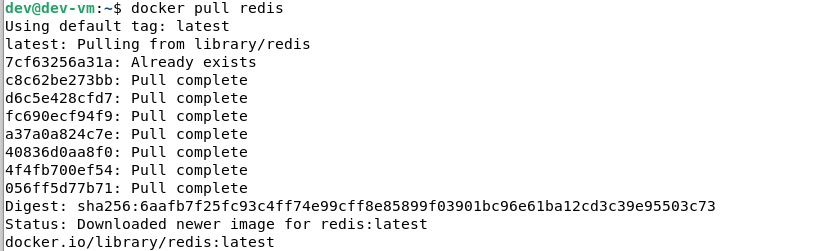 dev@dev-vm:~$ docker pull redis
Using default tag: latest
latest: Pulling from library/redis
7cf63256a31a: Already exists
c8c62be273bb: Pull complete
d6c5e428cfd7: Pull complete
fc690ecf94f9: Pull complete
a37a0a824c7e: Pull complete
40836d0aa8f0: Pull complete
4f4fb700ef54: Pull complete
056ff5d77b71: Pull complete
Digest: sha256:6aafb7f25fc93c4ff74e99cff8e85899f03901bc96e61ba12cd3c39e95503c73
Status: Downloaded newer image for redis:latest
docker.io/library/redis:latest